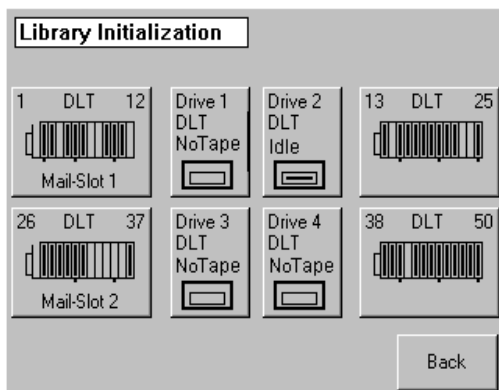 Library Initialization
1 DLT 12
Mail-Slot 1
Drive 1
DLT
NoTape
Drive 2
DLT
Idle
13 DLT 25
26 DLT 37
Mail-Slot 2
Drive 3
DLT
NoTape
Drive 4
DLT
NoTape
38 DLT 50
Back